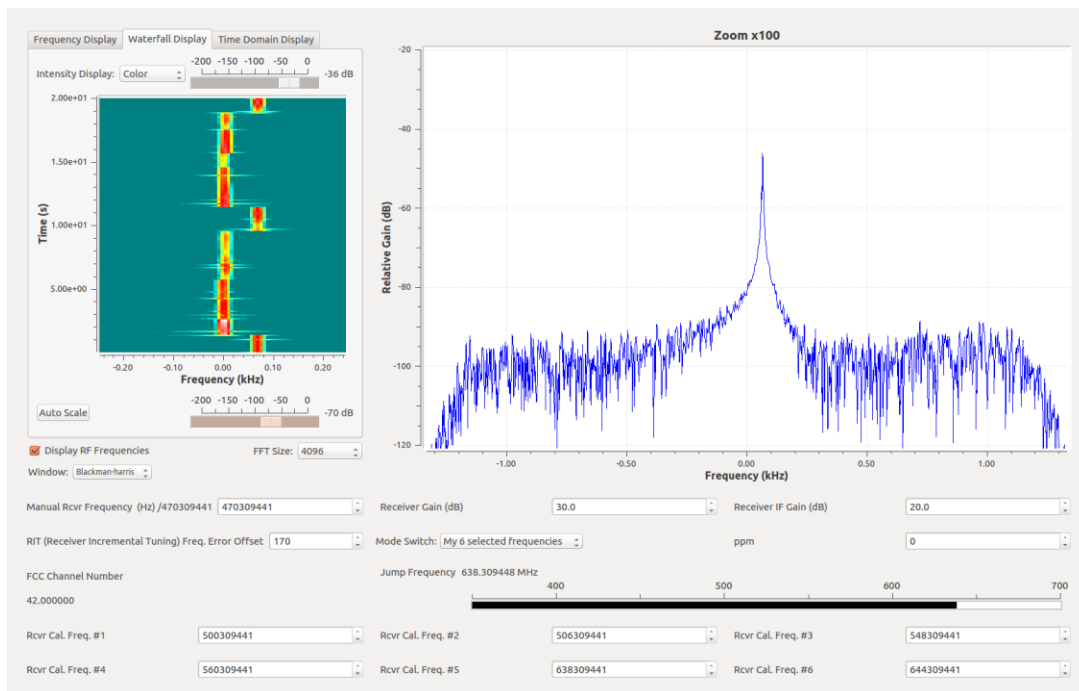 Frequency Display Waterfall Display Time Domain Display
Intensity Display: Color -200 -150 -100 -50 0 -36 dB
2.00e+01
1.50e+01
1.00e+01
5.00e+00
Time (s)
-0.20 -0.10 0.00 0.10 0.20
Frequency (kHz)
Auto Scale -200 -150 -100 -50 0 -70 dB
Zoom x100
-20
-40
-60
-80
-100
-120
Relative Gain (dB)
-1.00 -0.50 0.00 0.50 1.00
Frequency (kHz)
Display RF Frequencies FFT Size: 4096
Window: Blackman-harris
Manual Rcvr Frequency (Hz) /470309441 470309441 Receiver Gain (dB) 30.0 Receiver IF Gain (dB) 20.0
RIT (Receiver Incremental Tuning) Freq. Error Offset 170 Mode Switch: My 6 selected frequencies ppm 0
FCC Channel Number
42.000000
Jump Frequency 638.309448 MHz
400 500 600 700
Rcvr Cal. Freq. #1 500309441 Rcvr Cal. Freq. #2 506309441 Rcvr Cal. Freq. #3 548309441
Rcvr Cal. Freq. #4 560309441 Rcvr Cal. Freq. #5 638309441 Rcvr Cal. Freq. #6 644309441